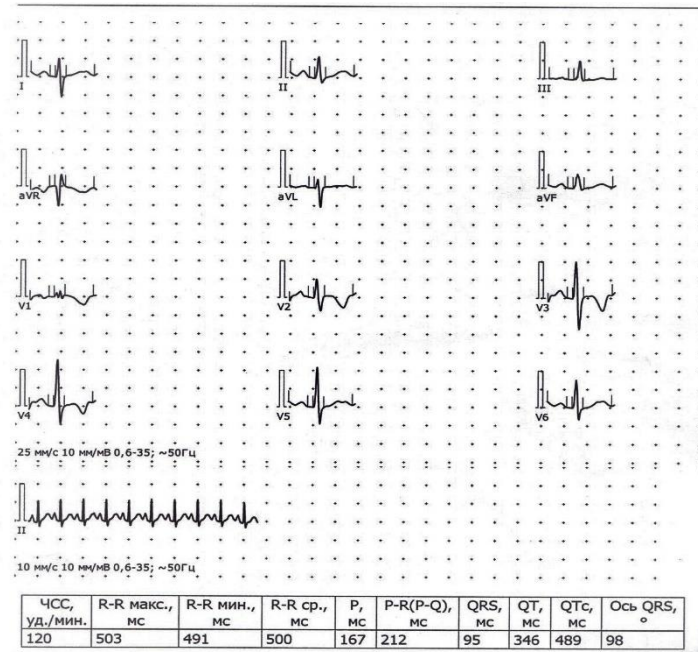 I II III
aVR aVL aVF
V1 V2 V3
V4 V5 V6
25 мм/с 10 мм/мВ 0,6-35; ~50Гц
II
10 мм/с 10 мм/мВ 0,6-35; ~50Гц
ЧСС, R-R макс., R-R мин., R-R ср., P, P-R(P-Q), QRS, QT, QTc, Ось QRS,
уд./мин. мс мс мс мс мс мс мс мс °
120 503 491 500 167 212 95 346 489 98